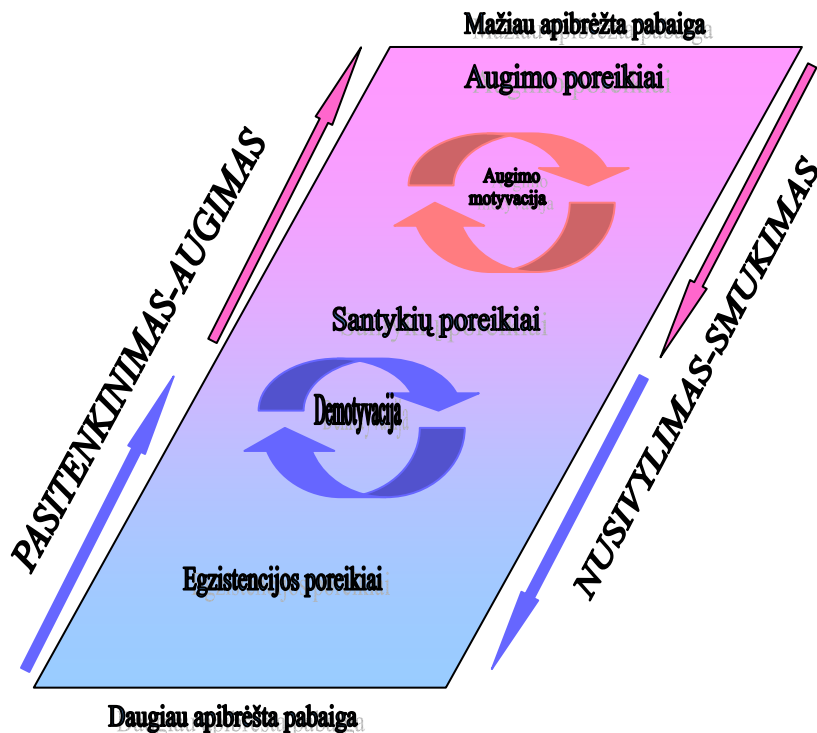 Mažiau apibrėžta pabaiga
Augimo poreikiai
Augimo
motyvacija
PASITENKINIMAS-AUGIMAS
NUSIVYLIMAS-SMUKIMAS
Santykių poreikiai
Demotyvacija
Egzistencijos poreikiai
Daugiau apibrėšta pabaiga